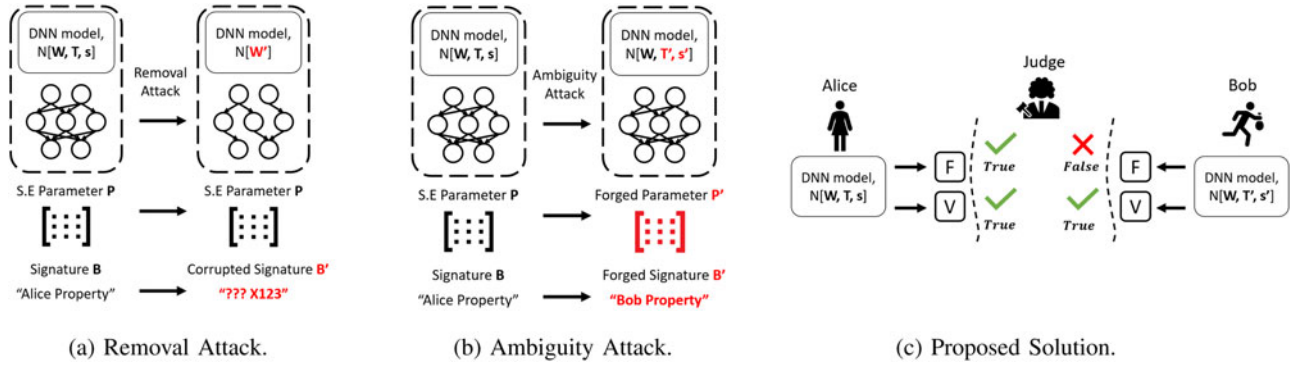 DNN model,
N[W, T, s]
Removal
Attack
DNN model,
N[W']
S.E Parameter P
S.E Parameter P
Signature B
Corrupted Signature B'
"Alice Property"
"??? X123"
(a) Removal Attack.
DNN model,
N[W, T, s]
Ambiguity
Attack
DNN model,
N[W, T', s']
S.E Parameter P
Forged Parameter P'
Signature B
Forged Signature B'
"Alice Property"
"Bob Property"
(b) Ambiguity Attack.
Judge
Alice
Bob
DNN model,
N[W, T, s]
F
V
True
False
True
True
F
V
DNN model,
N[W, T', s']
(c) Proposed Solution.